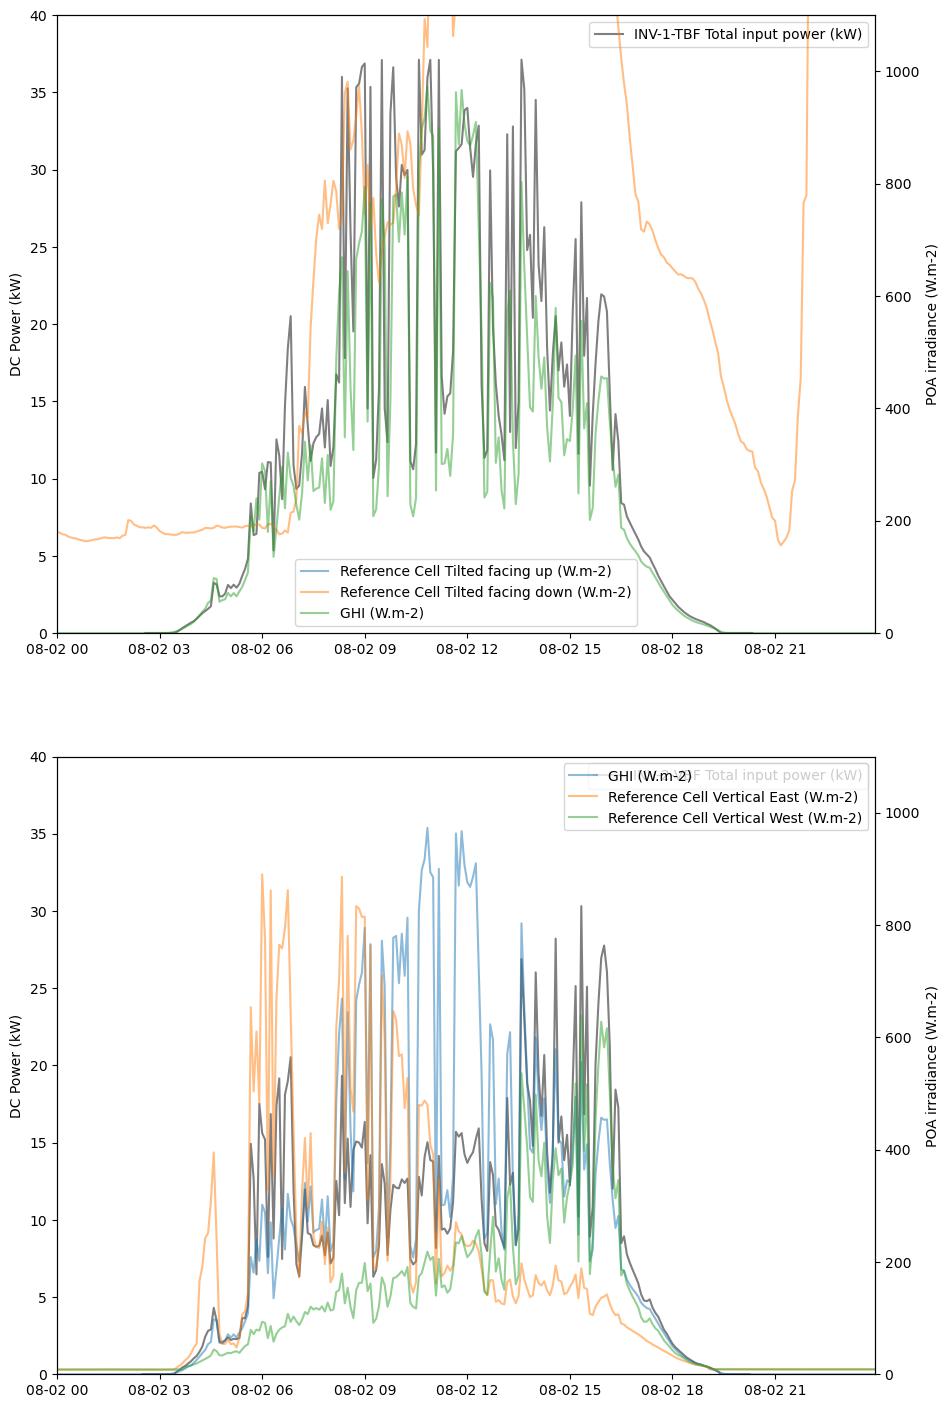 40
35
30
25
20
15
10
5
0
DC Power (kW)
INV-1-TBF Total input power (kW)
1000
800
600
400
200
0
POA irradiance (W.m-2)
Reference Cell Tilted facing up (W.m-2)
Reference Cell Tilted facing down (W.m-2)
GHI (W.m-2)
08-02 00 08-02 03 08-02 06 08-02 09 08-02 12 08-02 15 08-02 18 08-02 21
40
35
30
25
20
15
10
5
0
DC Power (kW)
GHI (W.m-2) Total input power (kW)
Reference Cell Vertical East (W.m-2)
Reference Cell Vertical West (W.m-2)
1000
800
600
400
200
0
POA irradiance (W.m-2)
08-02 00 08-02 03 08-02 06 08-02 09 08-02 12 08-02 15 08-02 18 08-02 21